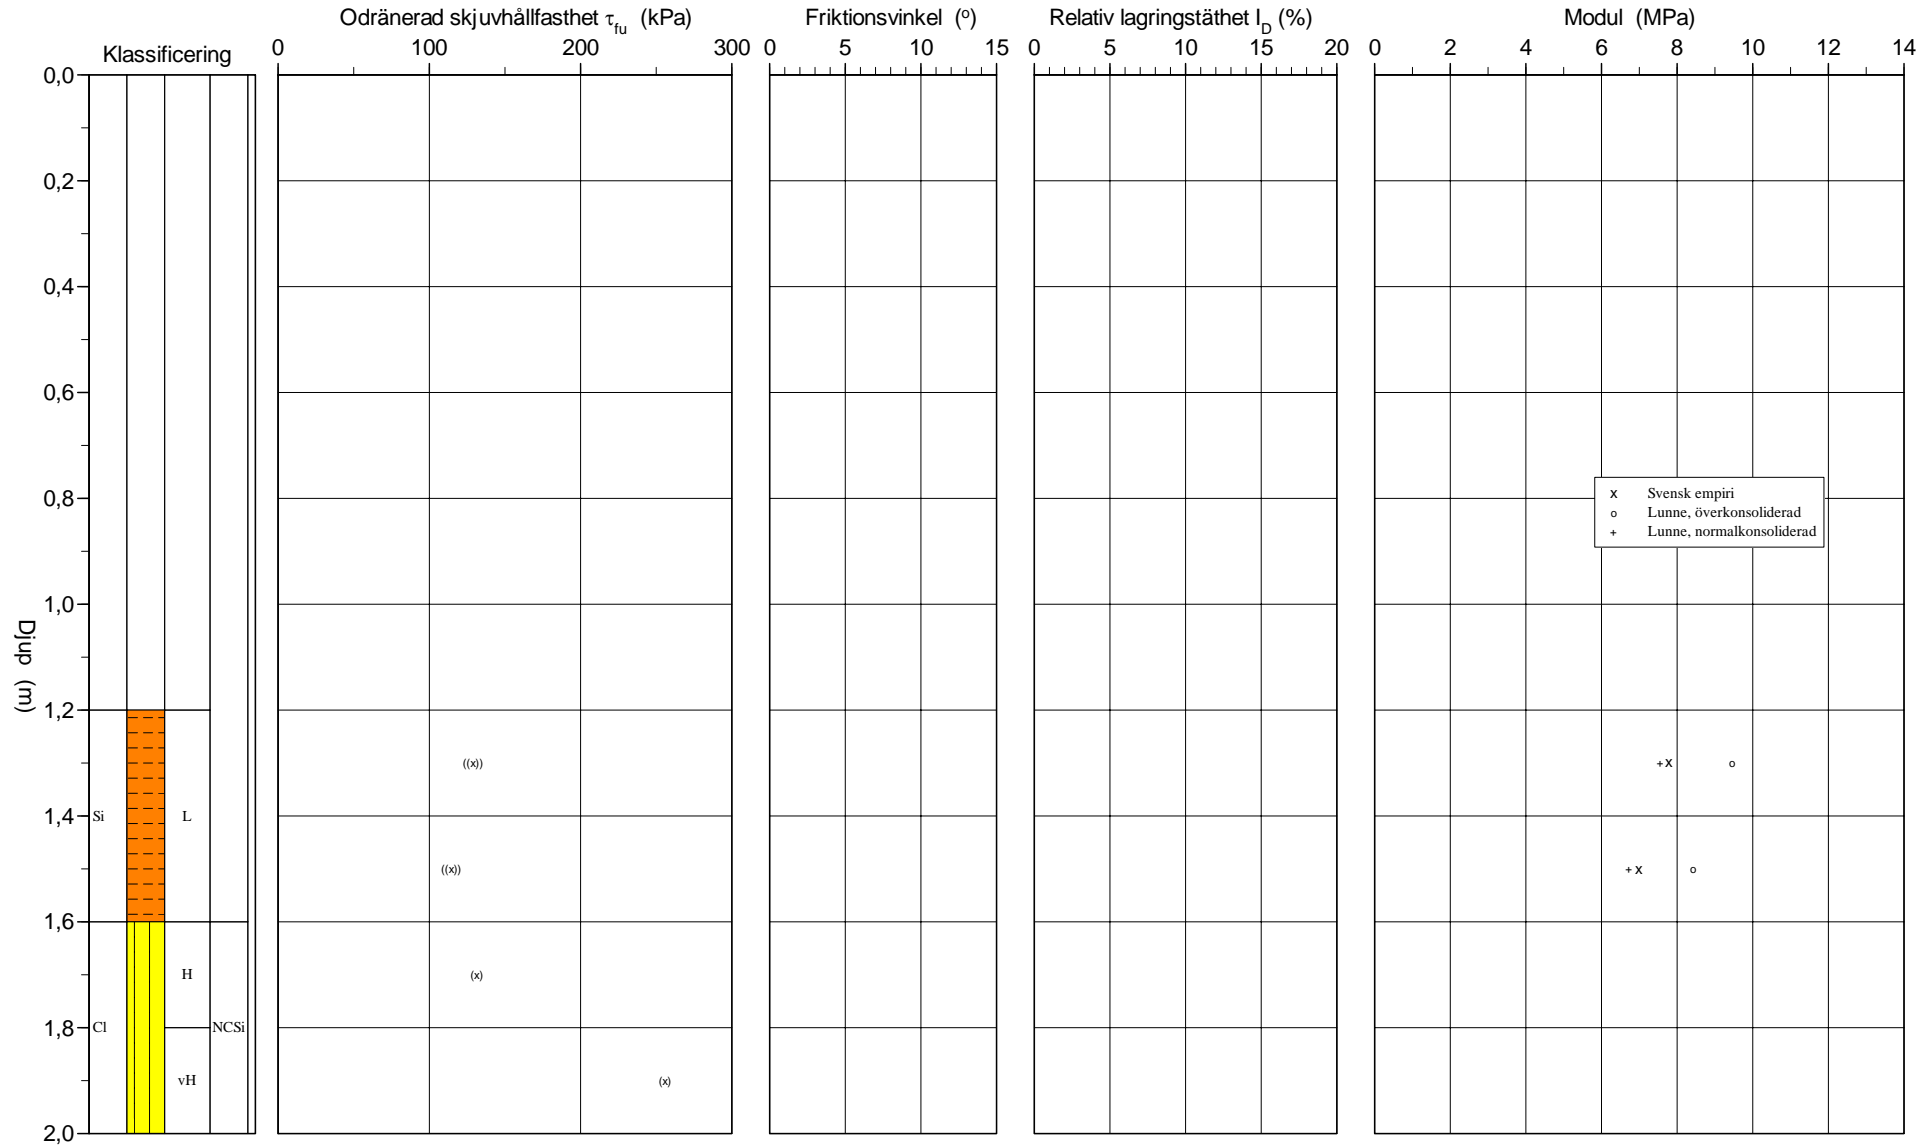 Klassificering
Odränerad skjuvhållfasthet τfu (kPa)
0 100 200 300
Friktionsvinkel (o)
0 5 10 15
Relativ lagringstäthet ID (%)
0 5 10 15 20
Modul (MPa)
0 2 4 6 8 10 12 14
Djup (m)
0,0
0,2
0,4
0,6
0,8
1,0
1,2
1,4
1,6
1,8
2,0
Si
L
Cl
H
vH
NCSi
x Svensk empiri
o Lunne, överkonsoliderad
+ Lunne, normalkonsoliderad
((x))
((x))
(x)
(x)
+ x o
+ x o